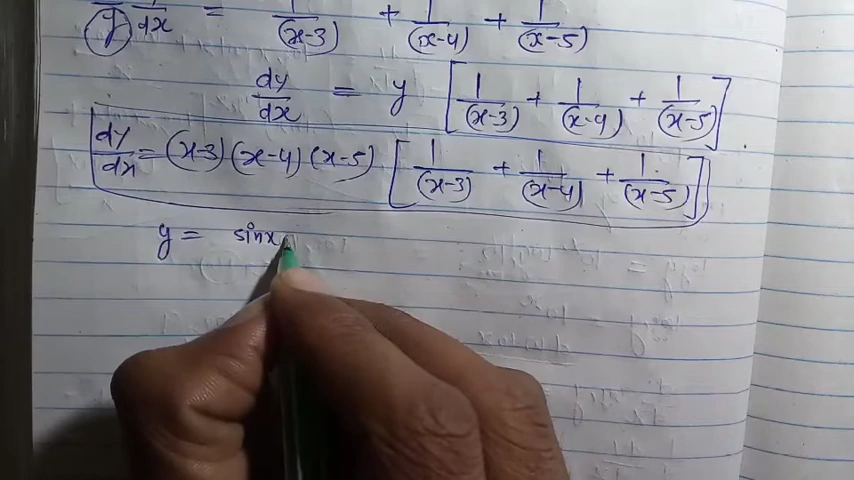 1/y dy/dx = 1/(x-3) + 1/(x-4) + 1/(x-5)
dy/dx = y [1/(x-3) + 1/(x-4) + 1/(x-5)]
dy/dx = (x-3) (x-4) (x-5) [1/(x-3) + 1/(x-4) + 1/(x-5)]
y = sinx